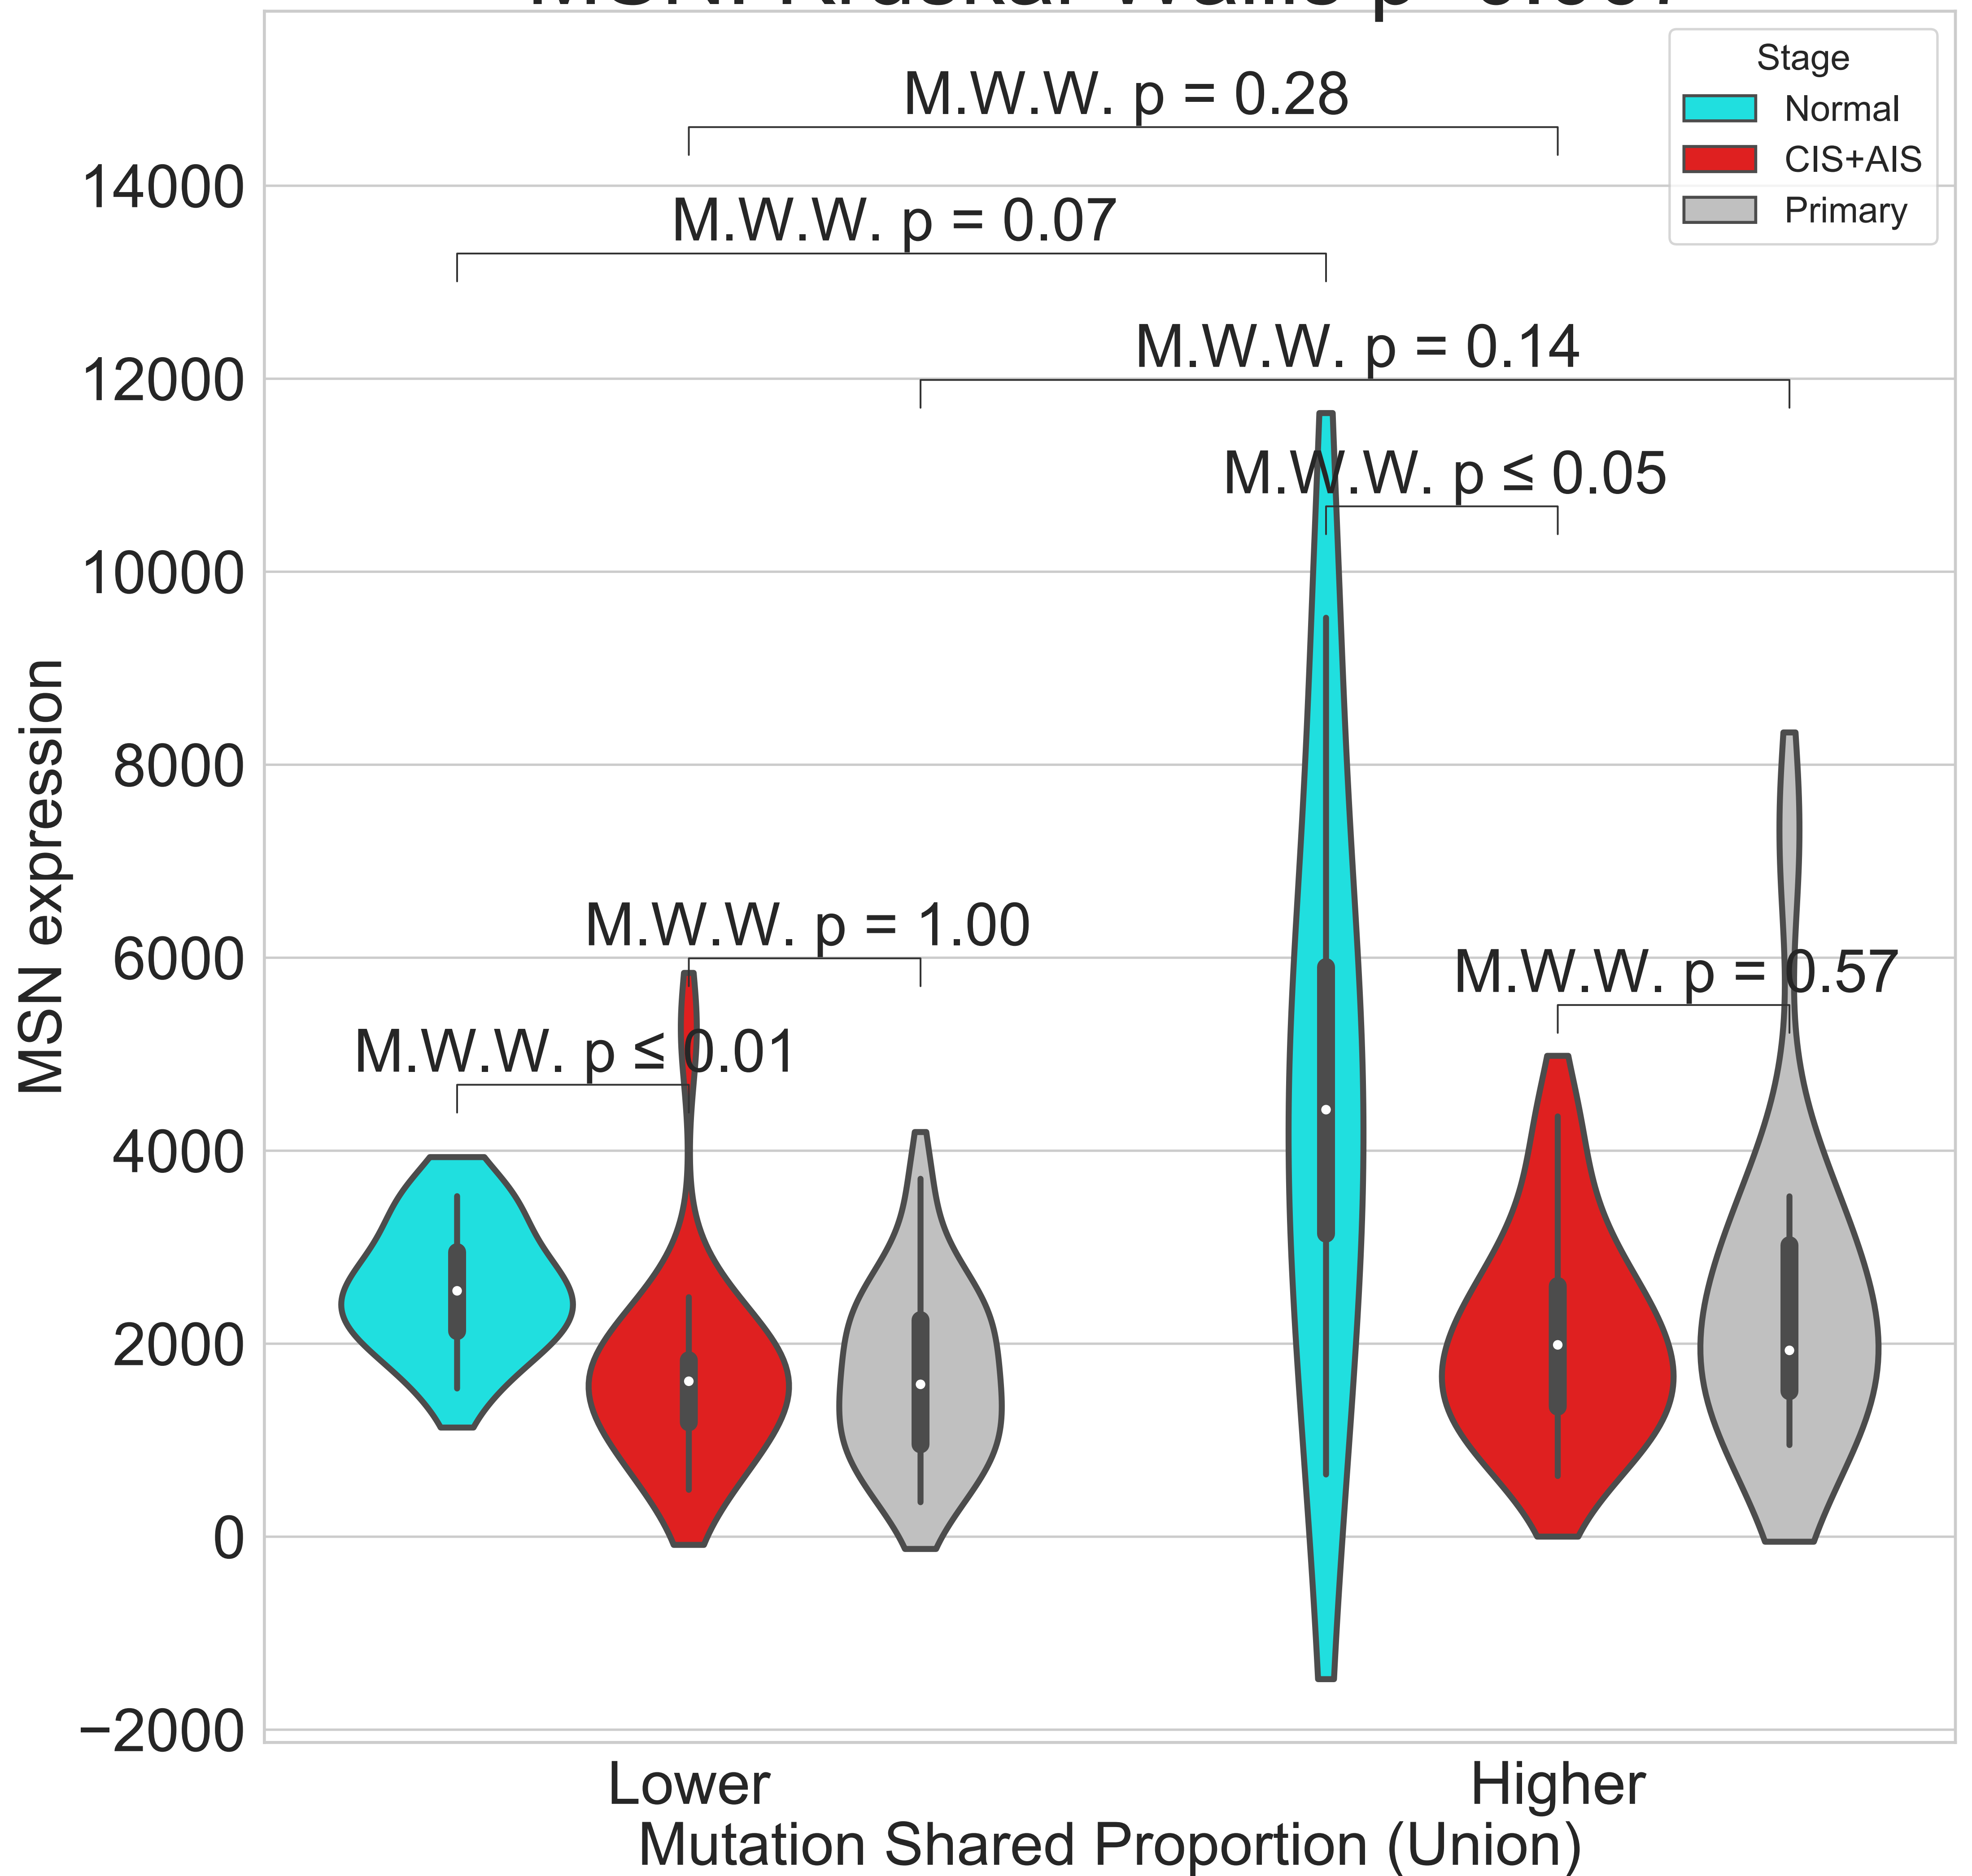 Stage
Normal
CIS+AIS
Primary
M.W.W. p = 0.28
M.W.W. p = 0.07
M.W.W. p = 0.14
M.W.W. p ≤ 0.05
M.W.W. p = 1.00
M.W.W. p = 0.57
M.W.W. p ≤ 0.01
14000
12000
10000
8000
6000
4000
2000
0
−2000
MSN expression
Lower
Higher
Mutation Shared Proportion (Union)